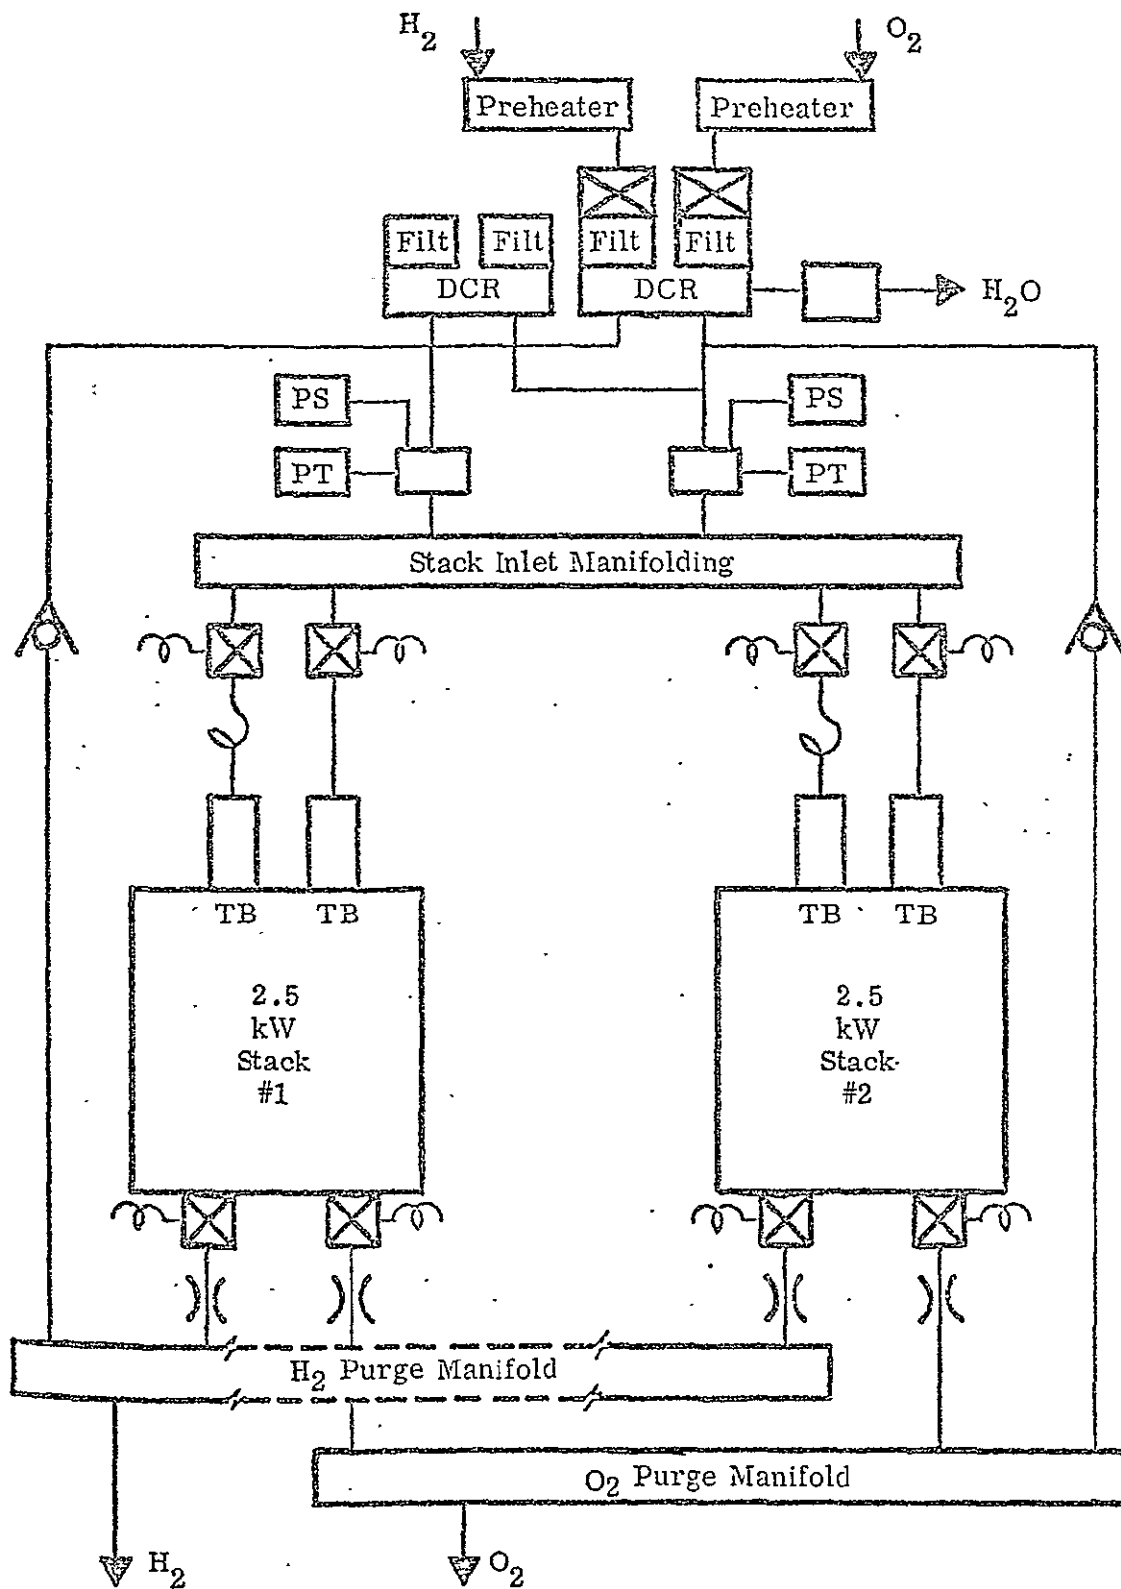 H2
O2
Preheater
Preheater
Filt
Filt
Filt
Filt
DCR
DCR
H2O
PS
PS
PT
PT
Stack Inlet Manifolding
TB
TB
TB
TB
2.5
kW
Stack
#1
2.5
kW
Stack
#2
H2 Purge Manifold
O2 Purge Manifold
H2
O2